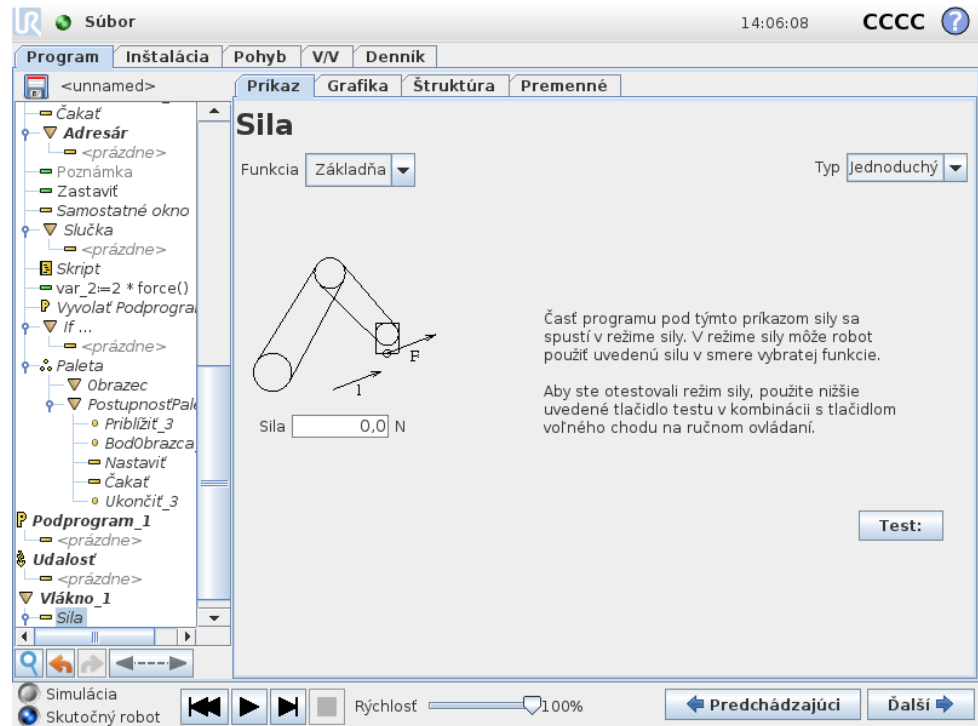 Súbor
14:06:08
CCCC
?
Program Inštalácia Pohyb V/V Denník
<unnamed>
Príkaz Grafika Štruktúra Premenné
Čakať
Adresár
<prázdne>
Poznámka
Zastaviť
Samostatné okno
Slučka
<prázdne>
Skript
var_2:=2 * force()
Vyvolať Podprogra
If ...
<prázdne>
Paleta
Obrazec
PostupnosťPale
Priblížiť_3
BodObrazca_
Nastaviť
Čakať
Ukončiť_3
Podprogram_1
<prázdne>
Udalosť
<prázdne>
Vlákno_1
Sila
Sila
Funkcia Základňa
Typ Jednoduchý
F
1
Sila 0,0 N
Časť programu pod týmto príkazom sily sa
spustí v režime sily. V režime sily môže robot
použiť uvedenú silu v smere vybratej funkcie.
Aby ste otestovali režim sily, použite nižšie
uvedené tlačidlo testu v kombinácii s tlačidlom
voľného chodu na ručnom ovládaní.
Test:
Simulácia
Skutočný robot
Rýchlosť
100%
Predchádzajúci
Ďalší